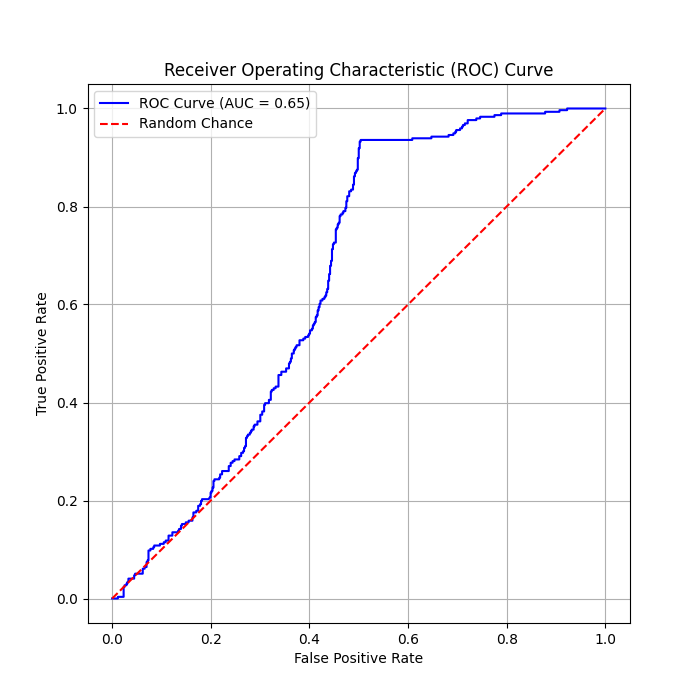 Receiver Operating Characteristic (ROC) Curve
ROC Curve (AUC = 0.65)
Random Chance
1.0
0.8
0.6
0.4
0.2
0.0
True Positive Rate
0.0 0.2 0.4 0.6 0.8 1.0
False Positive Rate